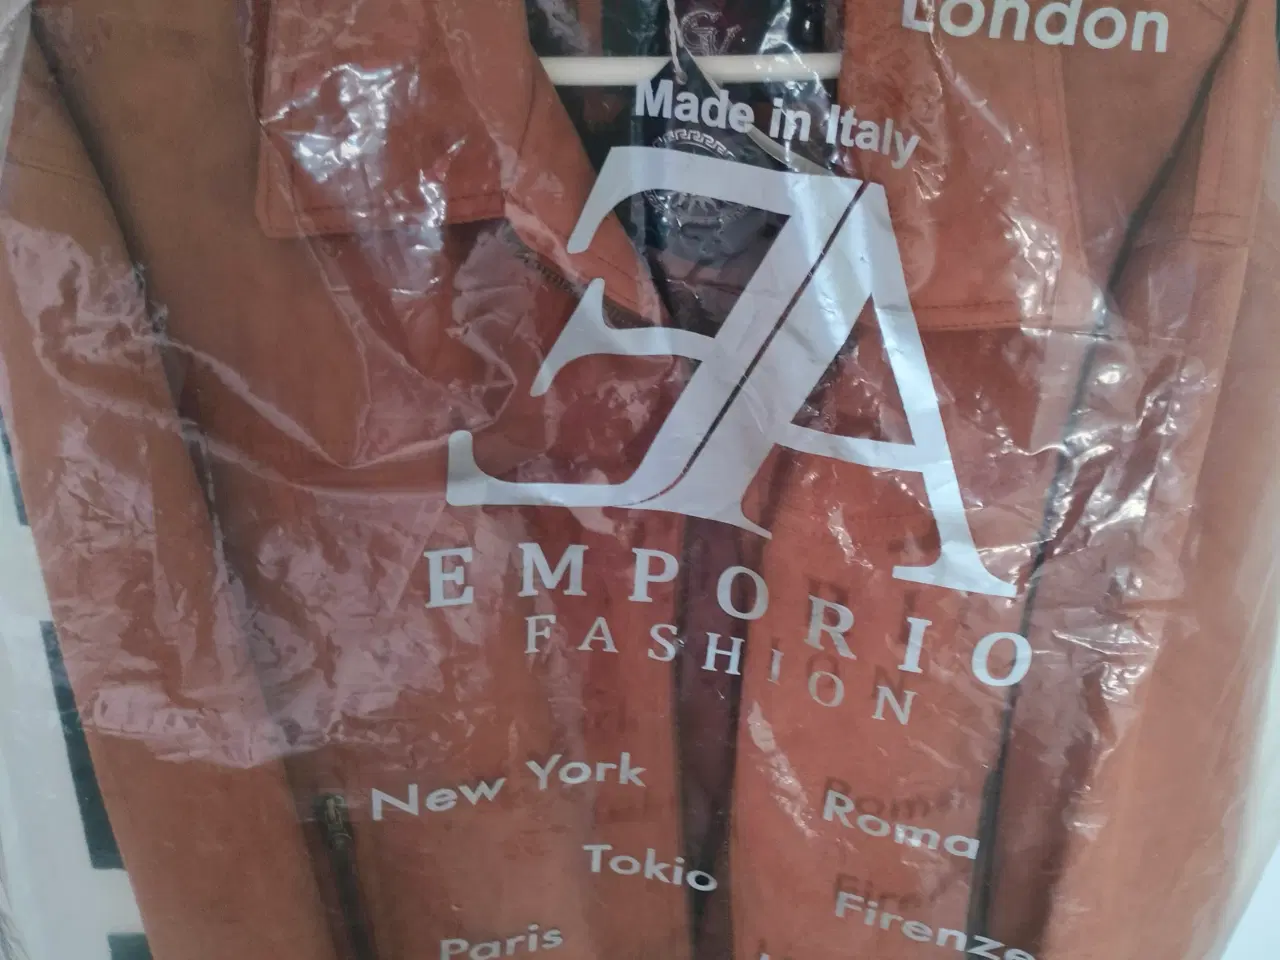 London
Made in Italy
EA
EMPORIO
FASHION
New York
Roma
Tokio
Firenze
Paris